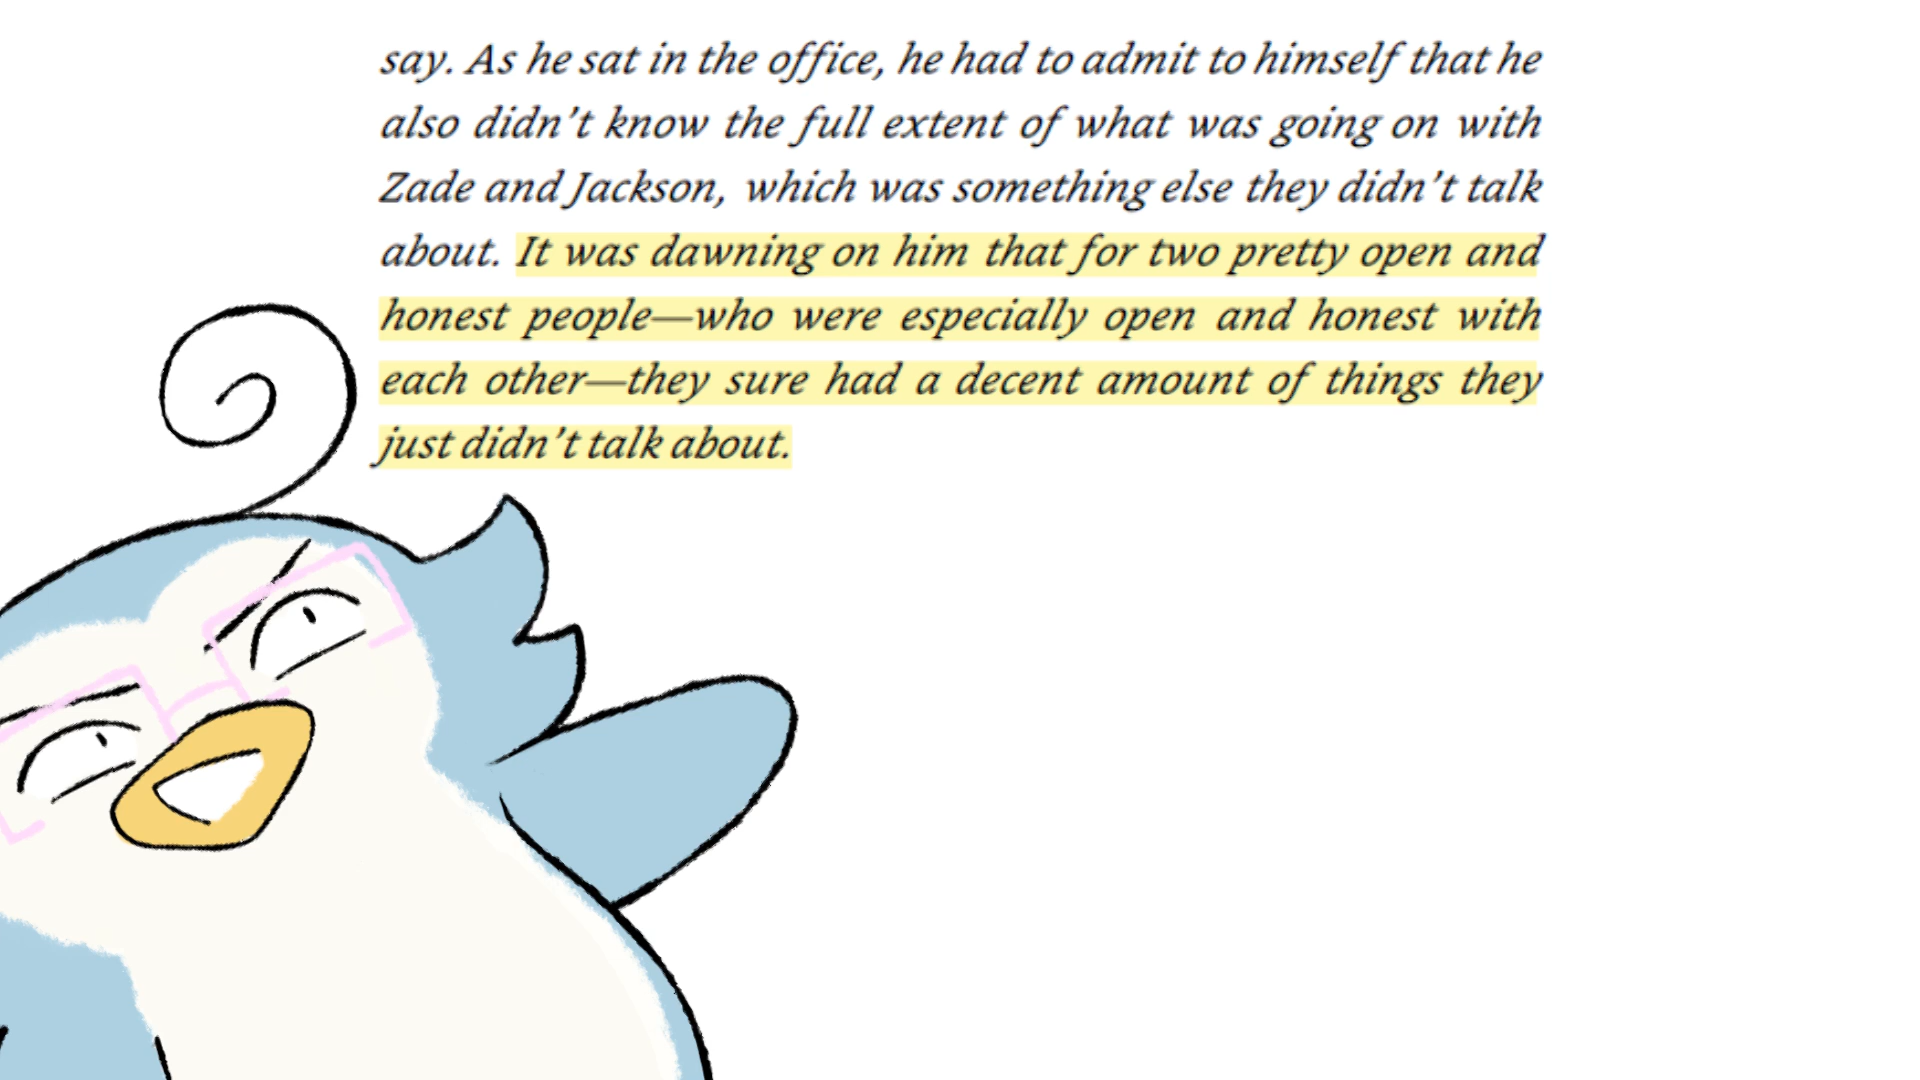 say. As he sat in the office, he had to admit to himself that he
also didn’t know the full extent of what was going on with
Zade and Jackson, which was something else they didn’t talk
about. It was dawning on him that for two pretty open and
honest people—who were especially open and honest with
each other—they sure had a decent amount of things they
just didn’t talk about.